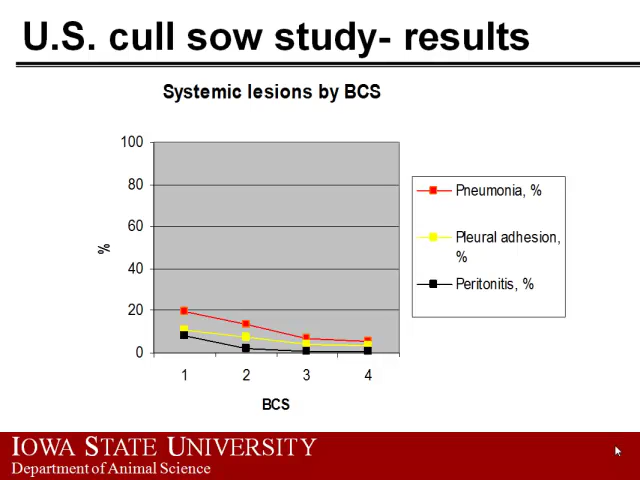 U.S. cull sow study- results
Systemic lesions by BCS
100
80
60
40
20
0
%
1 2 3 4
BCS
Pneumonia, %
Pleural adhesion,
%
Peritonitis, %
IOWA STATE UNIVERSITY
Department of Animal Science